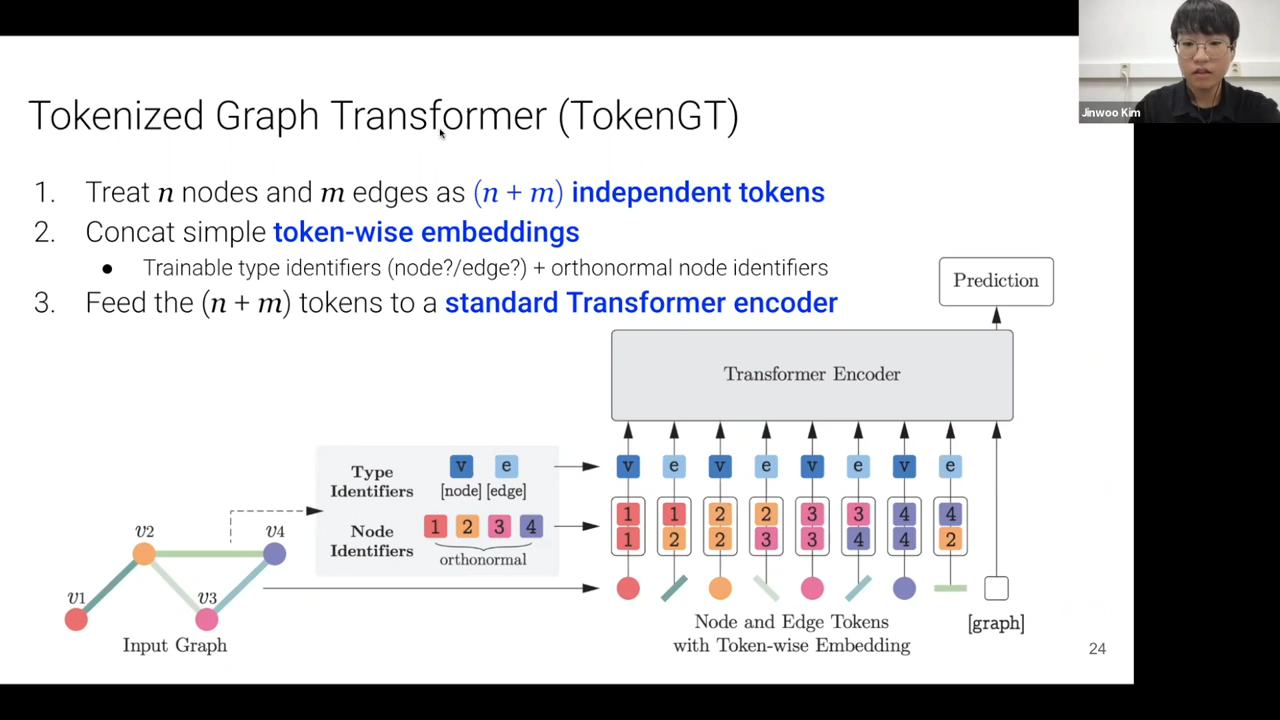 Jinwoo Kim
Tokenized Graph Transformer (TokenGT)
1. Treat n nodes and m edges as (n + m) independent tokens
2. Concat simple token-wise embeddings
● Trainable type identifiers (node?/edge?) + orthonormal node identifiers
3. Feed the (n + m) tokens to a standard Transformer encoder
Prediction
Transformer Encoder
Type
Identifiers
v e
[node] [edge]
Node
Identifiers
1 2 3 4
orthonormal
v e v e v e v e
1 1 2 2 3 3 4 4
1 2 2 3 3 4 4 2
v2 v4
v1 v3
Input Graph
Node and Edge Tokens
with Token-wise Embedding
[graph]
24